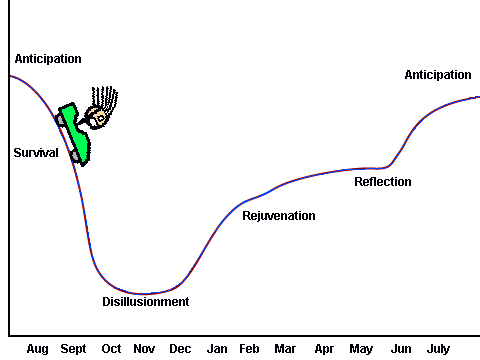 Anticipation
Anticipation
Survival
Reflection
Rejuvenation
Disillusionment
Aug Sept Oct Nov Dec Jan Feb Mar Apr May Jun July